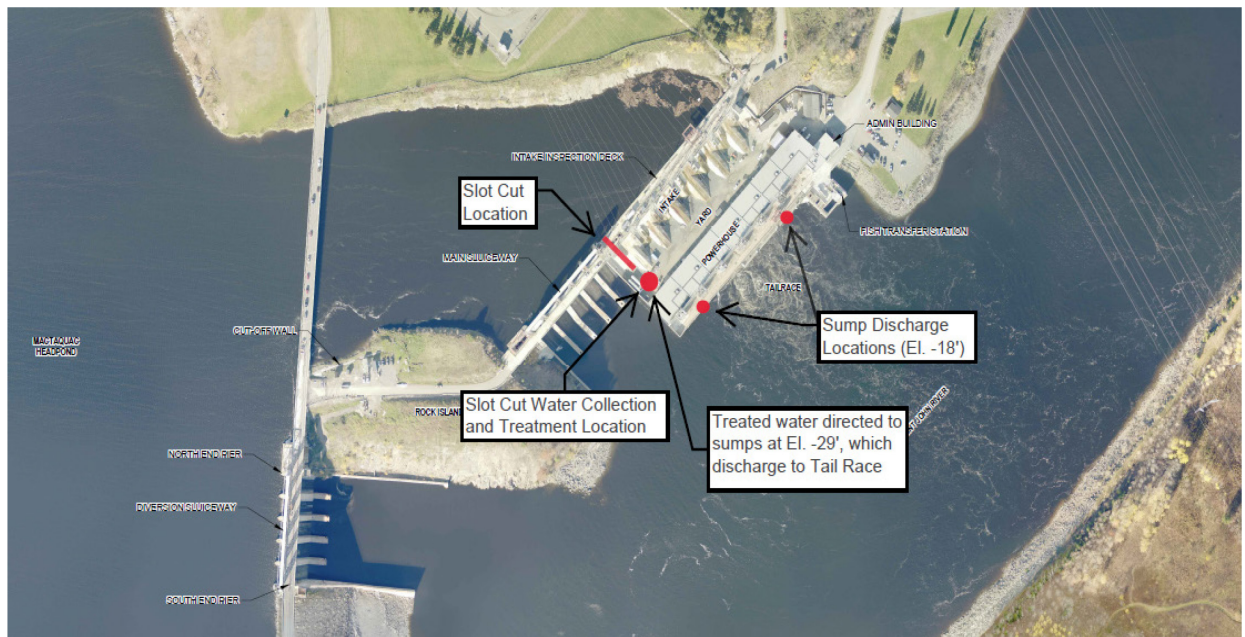 ADMIN BUILDING
INTAKE INSPECTION DECK
Slot Cut
Location
INTAKE
YARD
POWERHOUSE
FISH TRANSFER STATION
MAIN SLUICEWAY
TAILRACE
Sump Discharge
Locations (El. -18')
CUT-OFF WALL
MACTAQUAC
HEADPOND
Slot Cut Water Collection
and Treatment Location
ROCK ISLAND
Treated water directed to
sumps at El. -29', which
discharge to Tail Race
JOHN RIVER
NORTH END PIER
DIVERSION SLUICEWAY
SOUTH END PIER